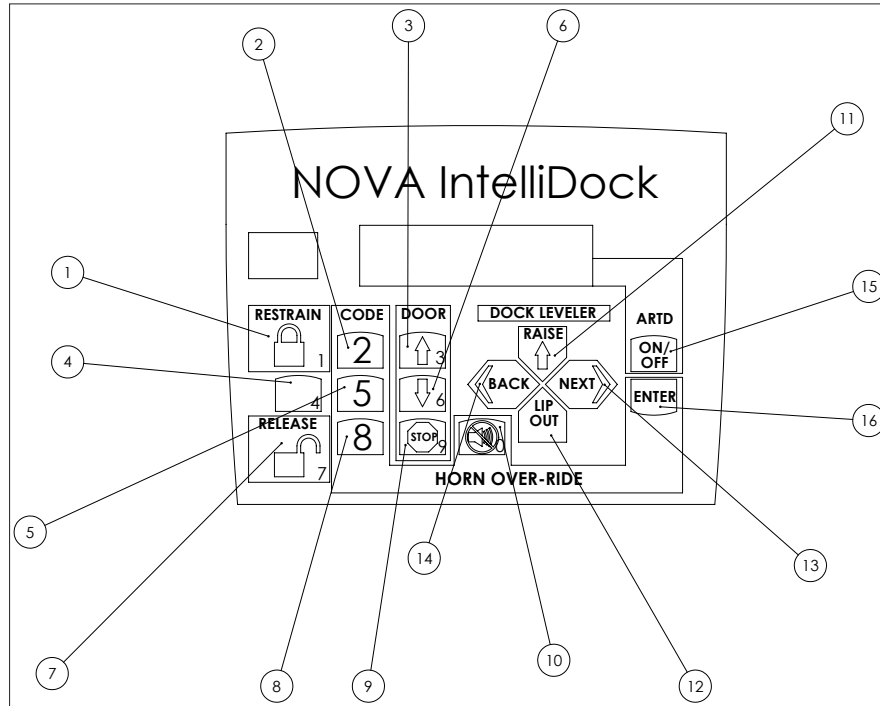 2
3
6
11
NOVA IntelliDock
1
15
RESTRAIN
1
CODE
2
DOOR
3
DOCK LEVELER
RAISE
ARTD
ON/
OFF
4
4
5
6
BACK
NEXT
LIP
OUT
ENTER
16
RELEASE
7
8
STOP
9
0
HORN OVER-RIDE
5
14
13
7
8
9
10
12